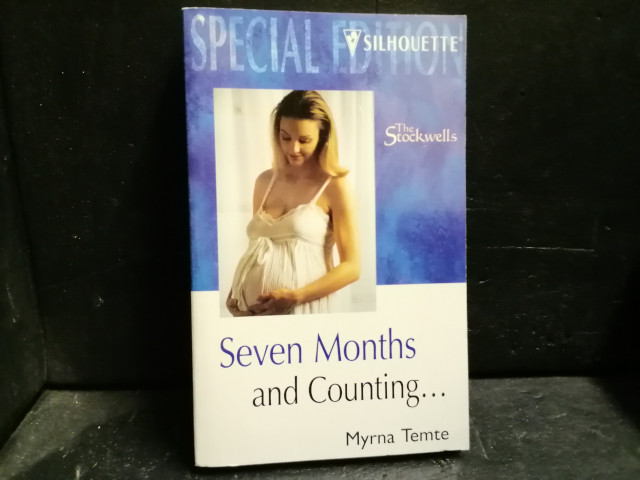 SPECIAL EDITION
SILHOUETTE®
The
Stockwells
Seven Months
and Counting...
Myrna Temte